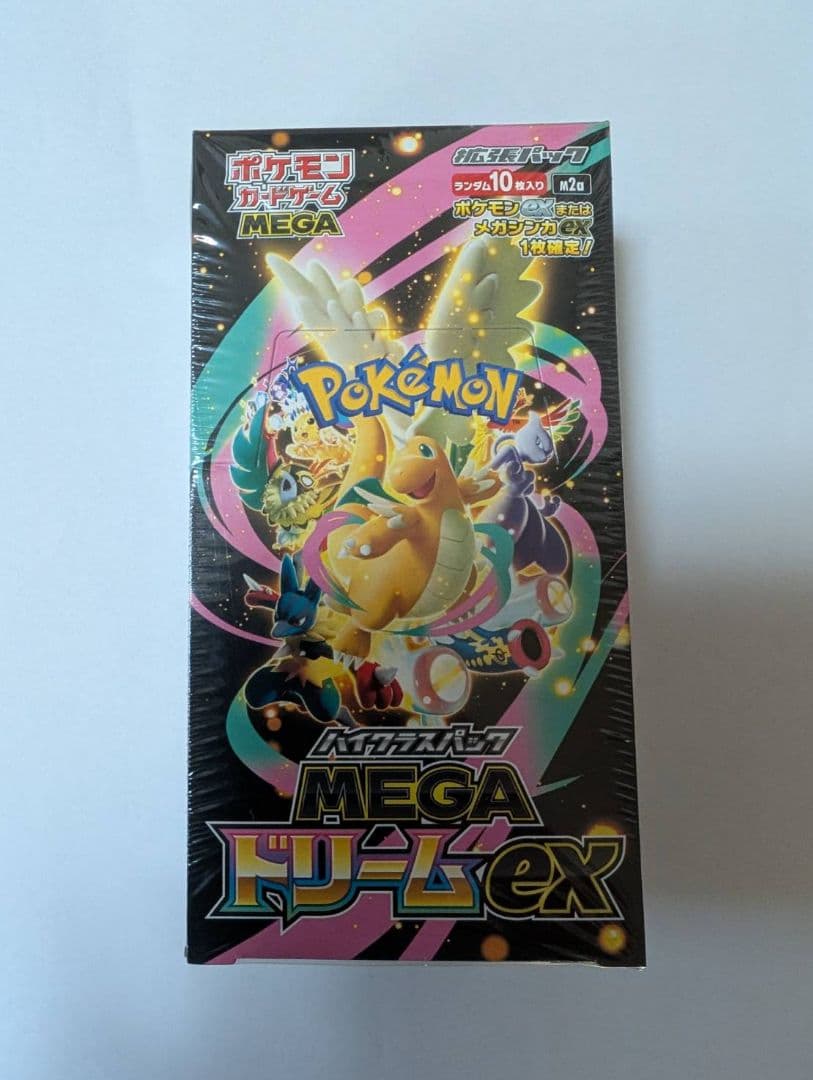 ポケモン
カードゲーム
MEGA
拡張パック
ランダム10枚入り M2a
ポケモンexまたは
メガシンカex
1枚確定!
POKéMON
TM
ハイクラスパック
MEGA
ドリームex